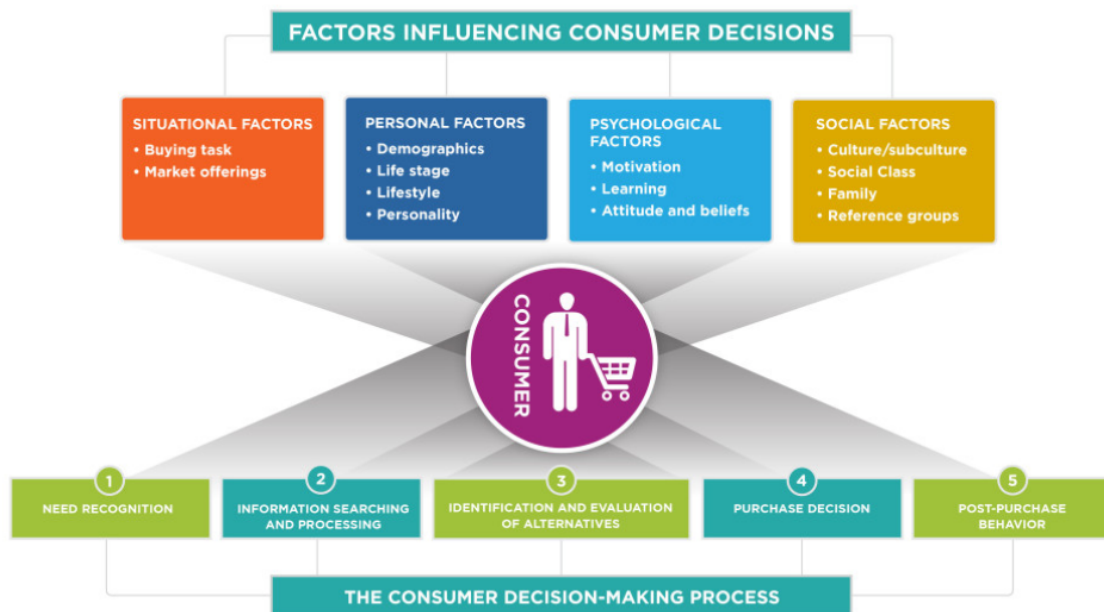 FACTORS INFLUENCING CONSUMER DECISIONS
SITUATIONAL FACTORS
• Buying task
• Market offerings
PERSONAL FACTORS
• Demographics
• Life stage
• Lifestyle
• Personality
PSYCHOLOGICAL
FACTORS
• Motivation
• Learning
• Attitude and beliefs
SOCIAL FACTORS
• Culture/subculture
• Social Class
• Family
• Reference groups
CONSUMER
1
NEED RECOGNITION
2
INFORMATION SEARCHING
AND PROCESSING
3
IDENTIFICATION AND EVALUATION
OF ALTERNATIVES
4
PURCHASE DECISION
5
POST-PURCHASE
BEHAVIOR
THE CONSUMER DECISION-MAKING PROCESS